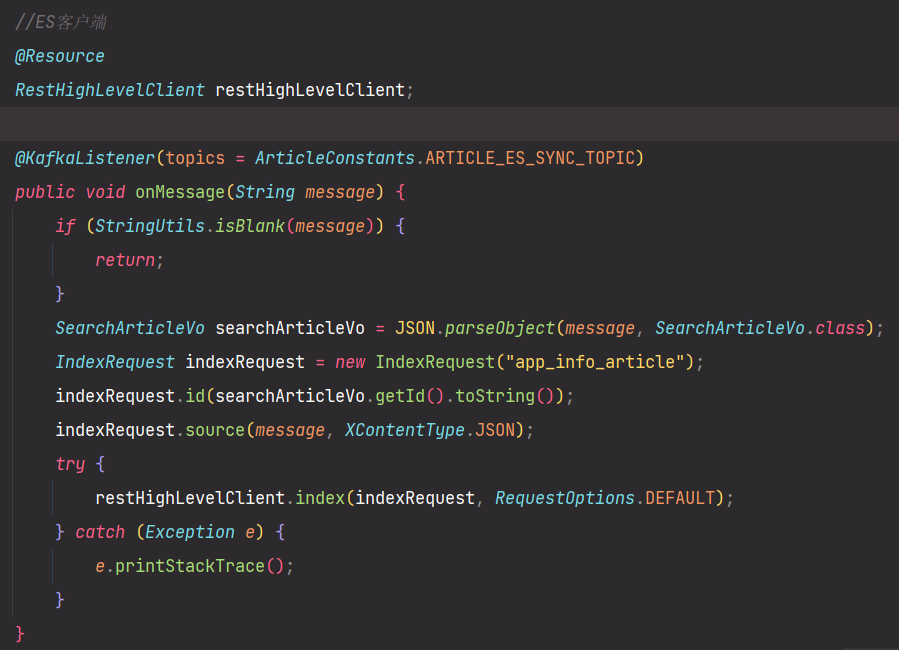 //ES客户端
@Resource
RestHighLevelClient restHighLevelClient;
@KafkaListener(topics = ArticleConstants.ARTICLE_ES_SYNC_TOPIC)
public void onMessage(String message) {
if (StringUtils.isBlank(message)) {
return;
}
SearchArticleVo searchArticleVo = JSON.parseObject(message, SearchArticleVo.class);
IndexRequest indexRequest = new IndexRequest("app_info_article");
indexRequest.id(searchArticleVo.getId().toString());
indexRequest.source(message, XContentType.JSON);
try {
restHighLevelClient.index(indexRequest, RequestOptions.DEFAULT);
} catch (Exception e) {
e.printStackTrace();
}
}